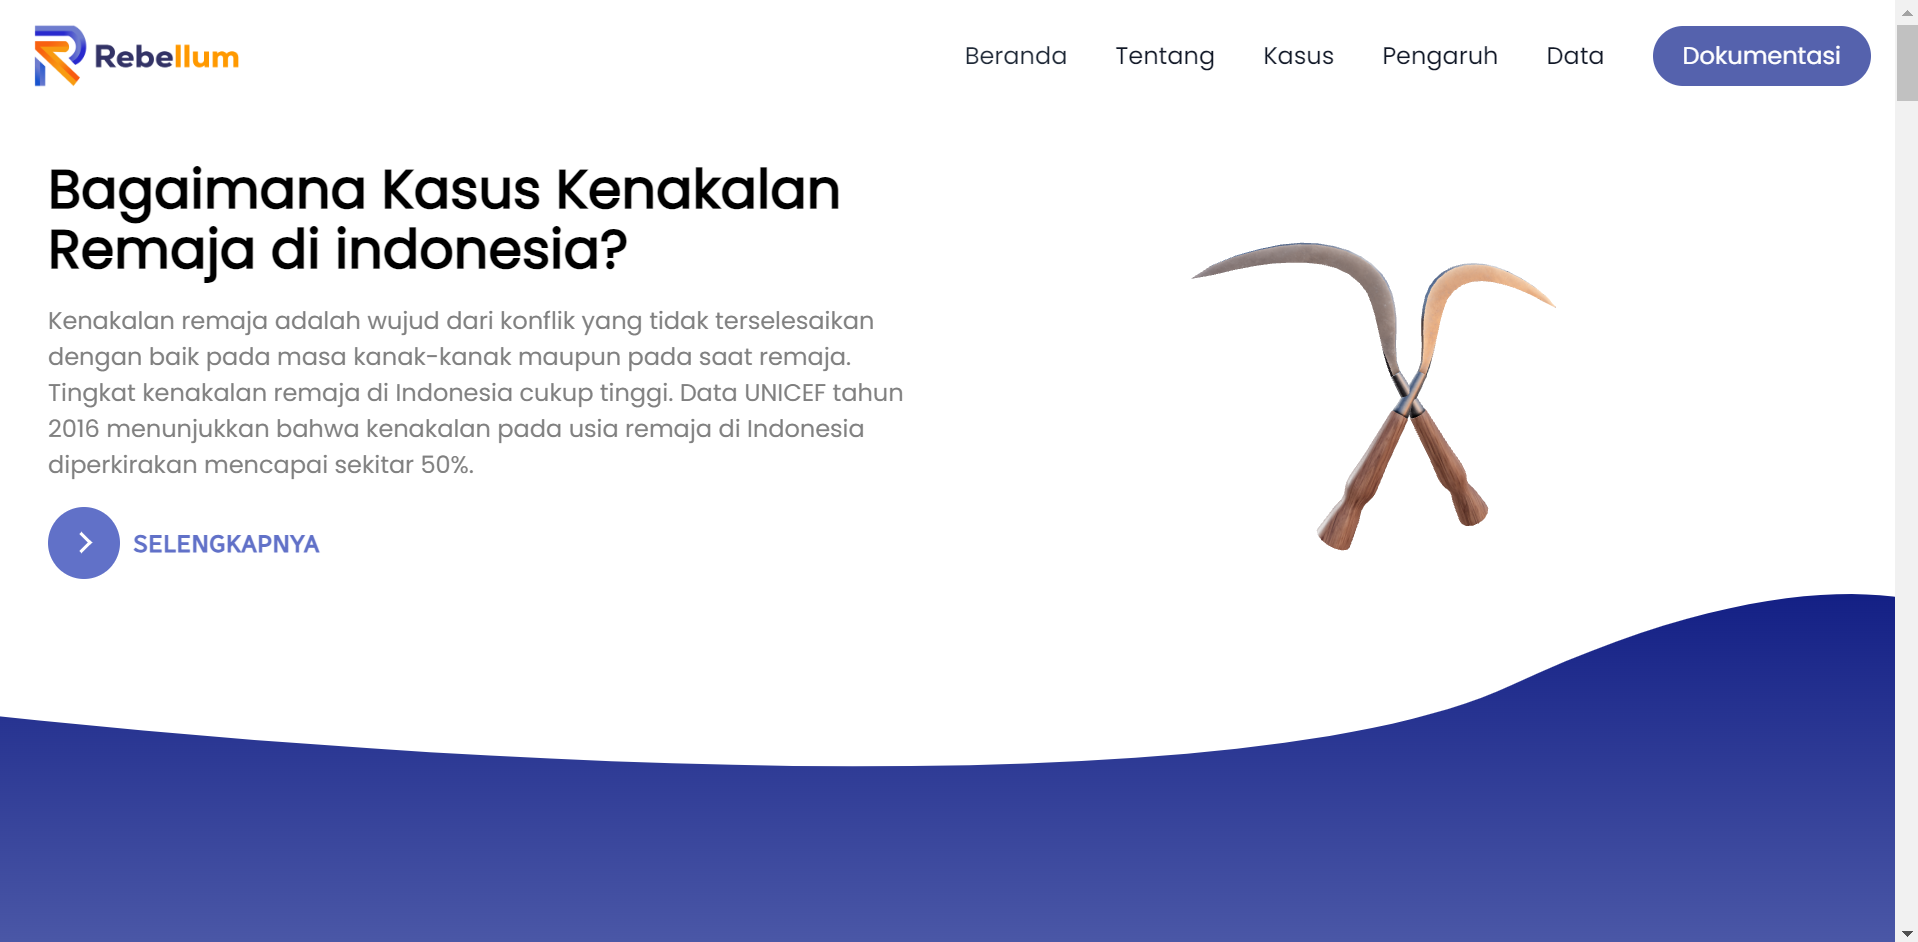 Rebellum
Beranda
Tentang
Kasus
Pengaruh
Data
Dokumentasi
Bagaimana Kasus Kenakalan
Remaja di indonesia?
Kenakalan remaja adalah wujud dari konflik yang tidak terselesaikan
dengan baik pada masa kanak-kanak maupun pada saat remaja.
Tingkat kenakalan remaja di Indonesia cukup tinggi. Data UNICEF tahun
2016 menunjukkan bahwa kenakalan pada usia remaja di Indonesia
diperkirakan mencapai sekitar 50%.
SELENGKAPNYA